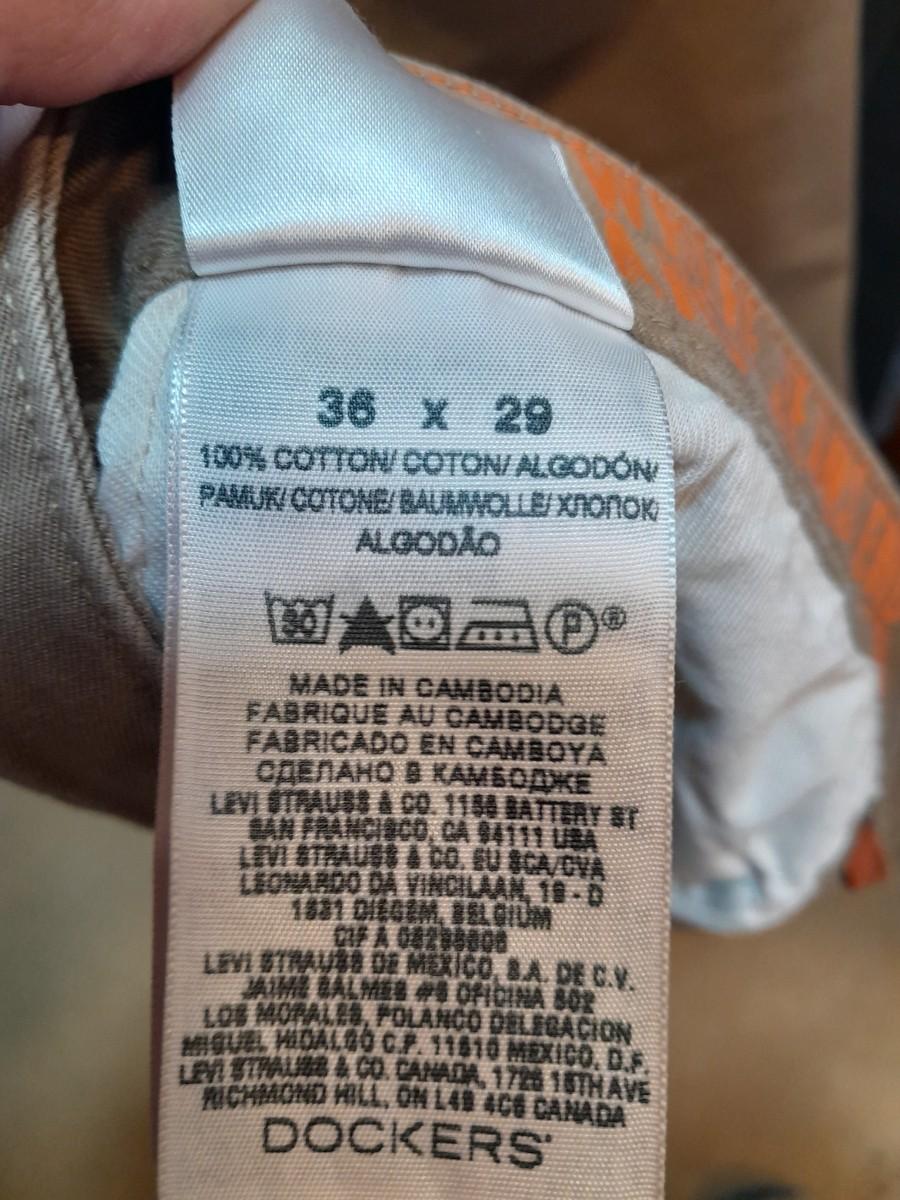 36 x 29
100% COTTON/ COTON/ ALGODÓN/
PAMUK/ COTONE/ BAUMWOLLE/ ХЛОПОК/
ALGODÃO
30 P®
MADE IN CAMBODIA
FABRIQUE AU CAMBODGE
FABRICADO EN CAMBOYA
СДЕЛАНО В КАМБОДЖЕ
LEVI STRAUSS & CO. 1155 BATTERY ST
SAN FRANCISCO, CA 94111 USA
LEVI STRAUSS & CO. EU SCA/CVA
LEONARDO DA VINCILAAN, 19 - D
1831 DIEGEM, BELGIUM
CIF A
LEVI STRAUSS DE MEXICO, S.A. DE C.V.
JAIME BALMES #8 OFICINA 602
LOS MORALES, POLANCO DELEGACION
MIGUEL HIDALGO C.P. 11510 MEXICO, D.F.
LEVI STRAUSS & CO. CANADA, 1725 16TH AVE
RICHMOND HILL, ON L4B 4C6 CANADA
DOCKERS®